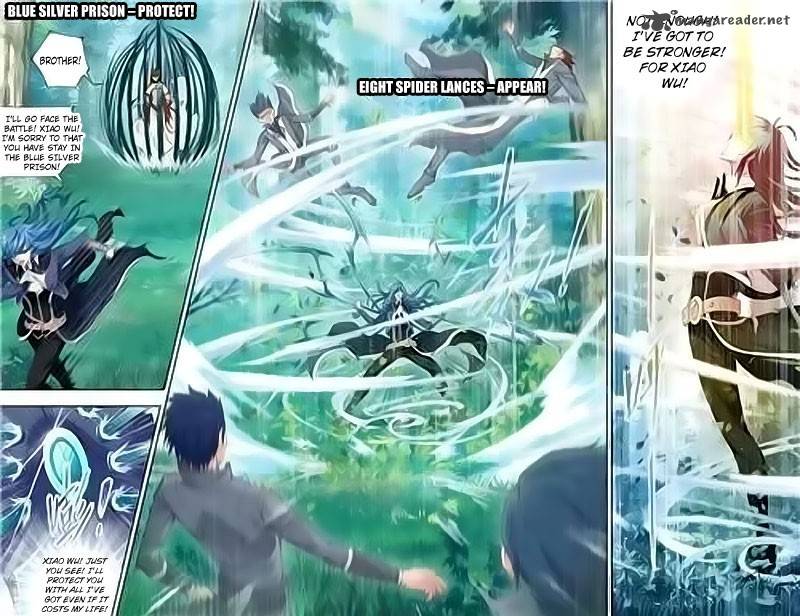 BLUE SILVER PRISON – PROTECT!
BROTHER!
I'LL GO FACE THE
BATTLE! XIAO WU!
I'M SORRY TO THAT
YOU HAVE STAY IN
THE BLUE SILVER
PRISON!
EIGHT SPIDER LANCES – APPEAR!
XIAO WU! JUST
YOU SEE! I'LL
PROTECT YOU
WITH ALL I'VE
GOT EVEN IF IT
COSTS MY LIFE!
NOT ENOUGH!
I'VE GOT TO
BE STRONGER!
FOR XIAO
WU!